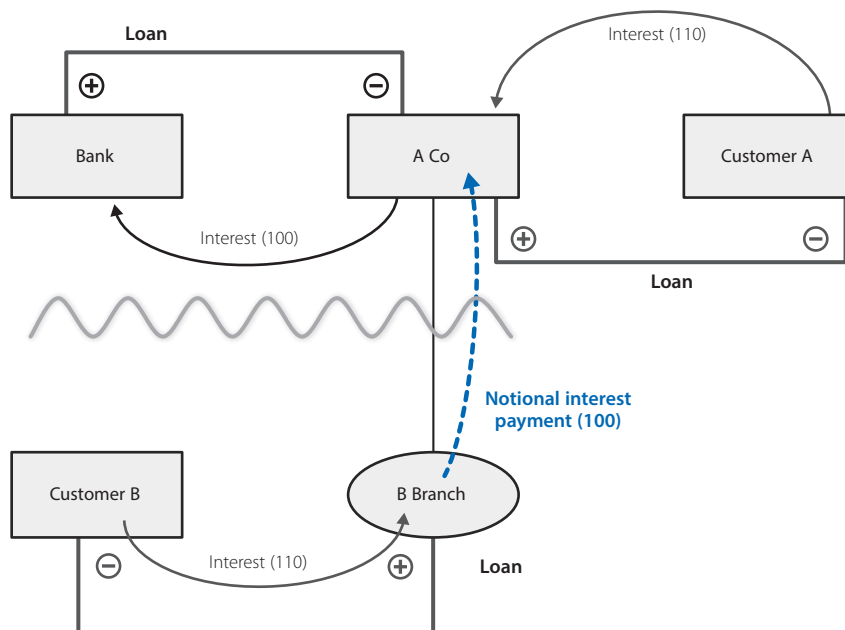 Loan
Interest (110)
+
−
Bank
A Co
Customer A
Interest (100)
+
−
Loan
Notional interest
payment (100)
Customer B
B Branch
−
Interest (110)
+
Loan